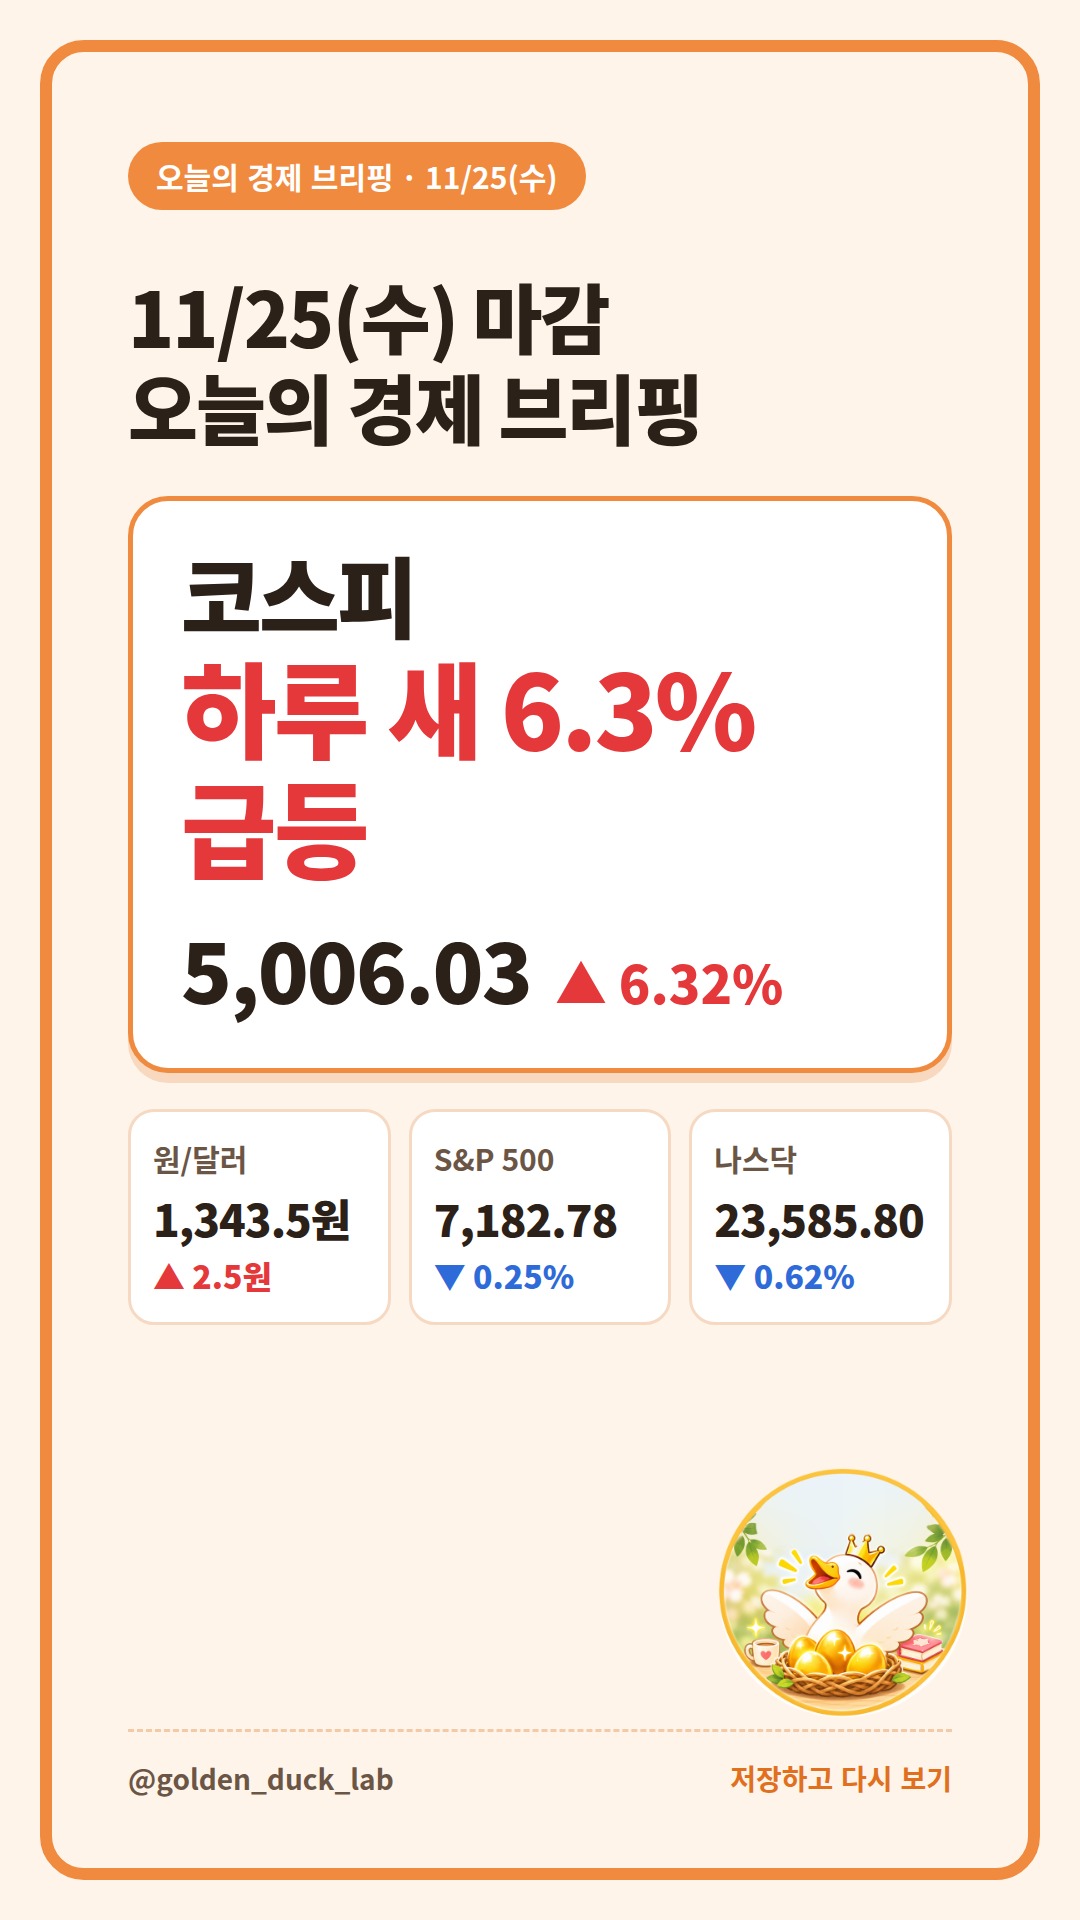 오늘의 경제 브리핑 · 11/25(수)
11/25(수) 마감
오늘의 경제 브리핑
코스피
하루 새 6.3%
급등
5,006.03 ▲ 6.32%
원/달러
1,343.5원
▲ 2.5원
S&P 500
7,182.78
▼ 0.25%
나스닥
23,585.80
▼ 0.62%
@golden_duck_lab
저장하고 다시 보기